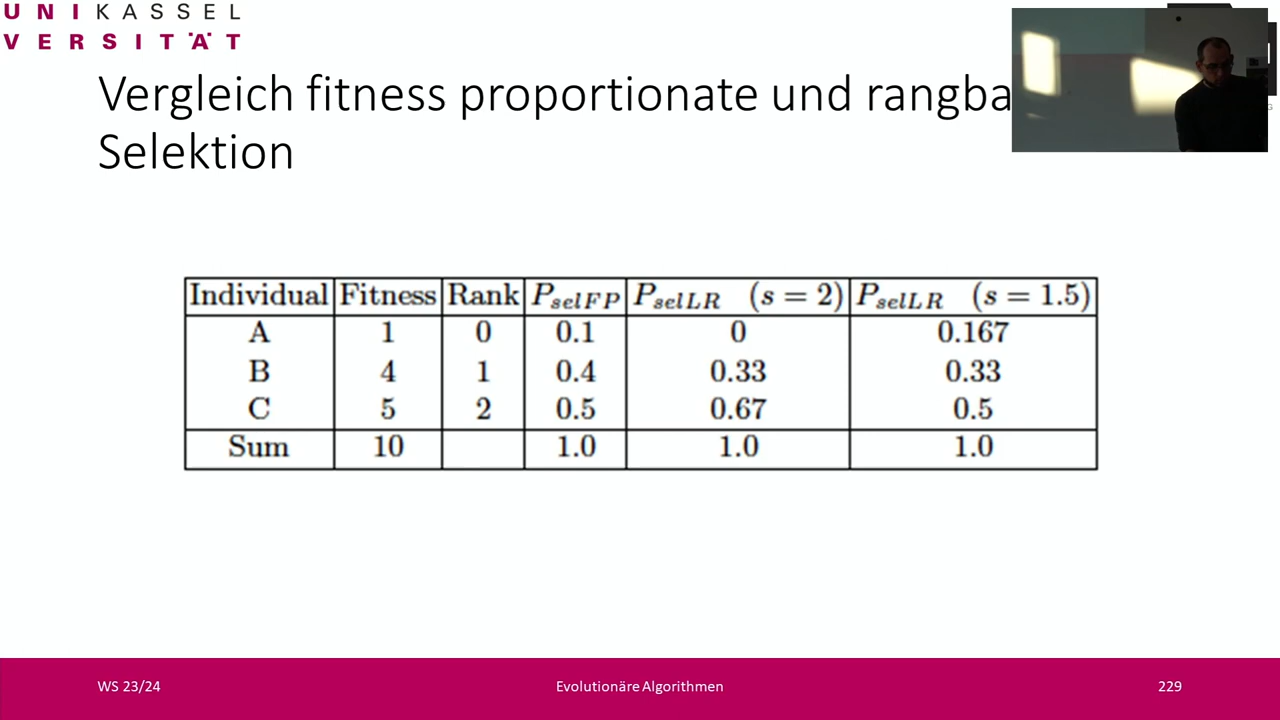 UNIKASSEL
VERSITÄT
Vergleich fitness proportionate und rangba
Selektion
Individual Fitness Rank P_selFP P_selLR (s = 2) P_selLR (s = 1.5)
A 1 0 0.1 0 0.167
B 4 1 0.4 0.33 0.33
C 5 2 0.5 0.67 0.5
Sum 10 1.0 1.0 1.0
WS 23/24
Evolutionäre Algorithmen
229